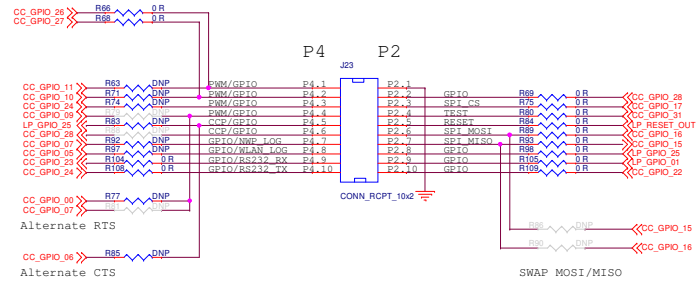 CC_GPIO_26 R66 0 R
CC_GPIO_27 R68 0 R
P4 P2
J23
CC_GPIO_11 R63 DNP PWM/GPIO P4.1 P2.1
CC_GPIO_10 R71 DNP PWM/GPIO P4.2 P2.2 GPIO R69 0 R CC_GPIO_28
CC_GPIO_24 R74 DNP PWM/GPIO P4.3 P2.3 SPI_CS R75 0 R CC_GPIO_17
CC_GPIO_09 DNP PWM/GPIO P4.4 P2.4 TEST R80 0 R CC_GPIO_31
LP_GPIO_25 R83 DNP CCP/GPIO P4.5 P2.5 RESET R84 0 R LP_RESET_OUT
CC_GPIO_28 DNP CCP/GPIO P4.6 P2.6 SPI_MOSI R89 0 R CC_GPIO_16
CC_GPIO_07 R92 DNP GPIO/NWP_LOG P4.7 P2.7 SPI_MISO R93 0 R CC_GPIO_15
CC_GPIO_05 R97 DNP GPIO/WLAN_LOG P4.8 P2.8 GPIO R98 0 R LP_GPIO_25
CC_GPIO_23 R104 0 R GPIO/RS232_RX P4.9 P2.9 GPIO R105 0 R LP_GPIO_01
CC_GPIO_24 R108 0 R GPIO/RS232_TX P4.10 P2.10 GPIO R109 0 R CC_GPIO_22
CONN_RCPT_10x2
CC_GPIO_00 R77 DNP
CC_GPIO_07 R81 DNP
Alternate RTS
R86 DNP CC_GPIO_15
R90 DNP CC_GPIO_16
CC_GPIO_06 R85 DNP
Alternate CTS
SWAP MOSI/MISO